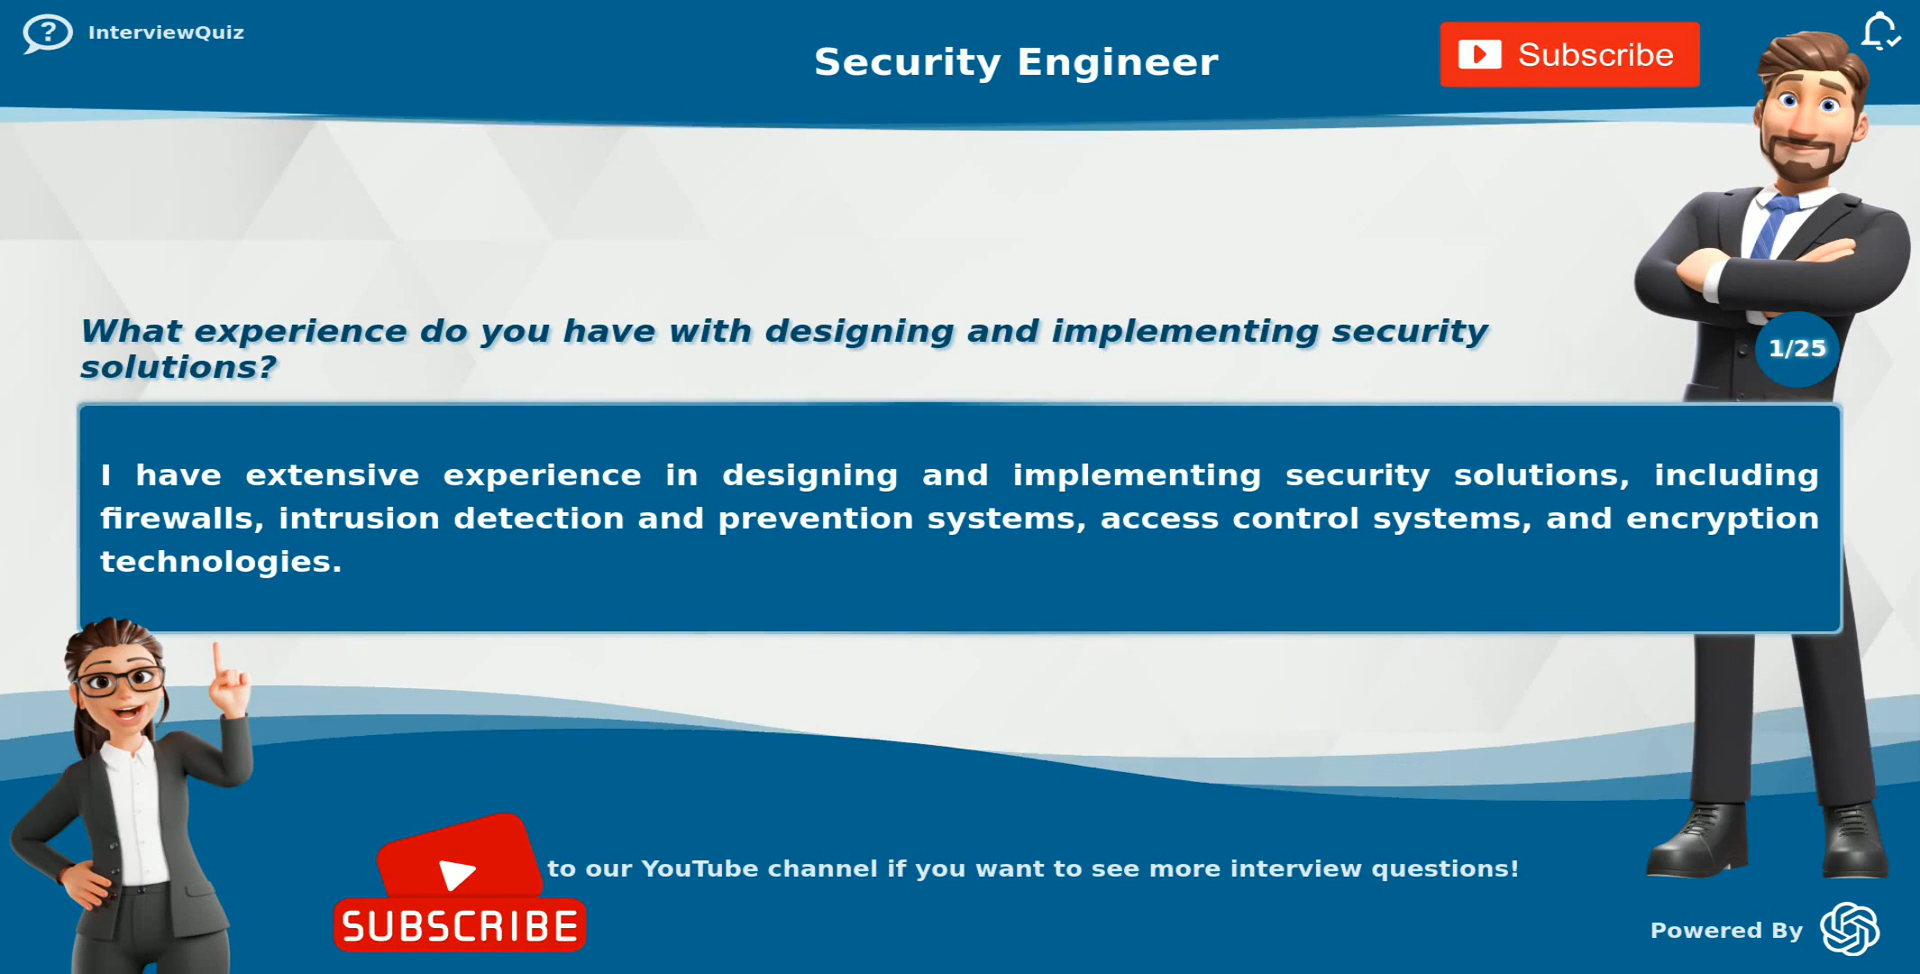 InterviewQuiz
Security Engineer
Subscribe
What experience do you have with designing and implementing security
solutions?
1/25
I have extensive experience in designing and implementing security solutions, including
firewalls, intrusion detection and prevention systems, access control systems, and encryption
technologies.
to our YouTube channel if you want to see more interview questions!
SUBSCRIBE
Powered By